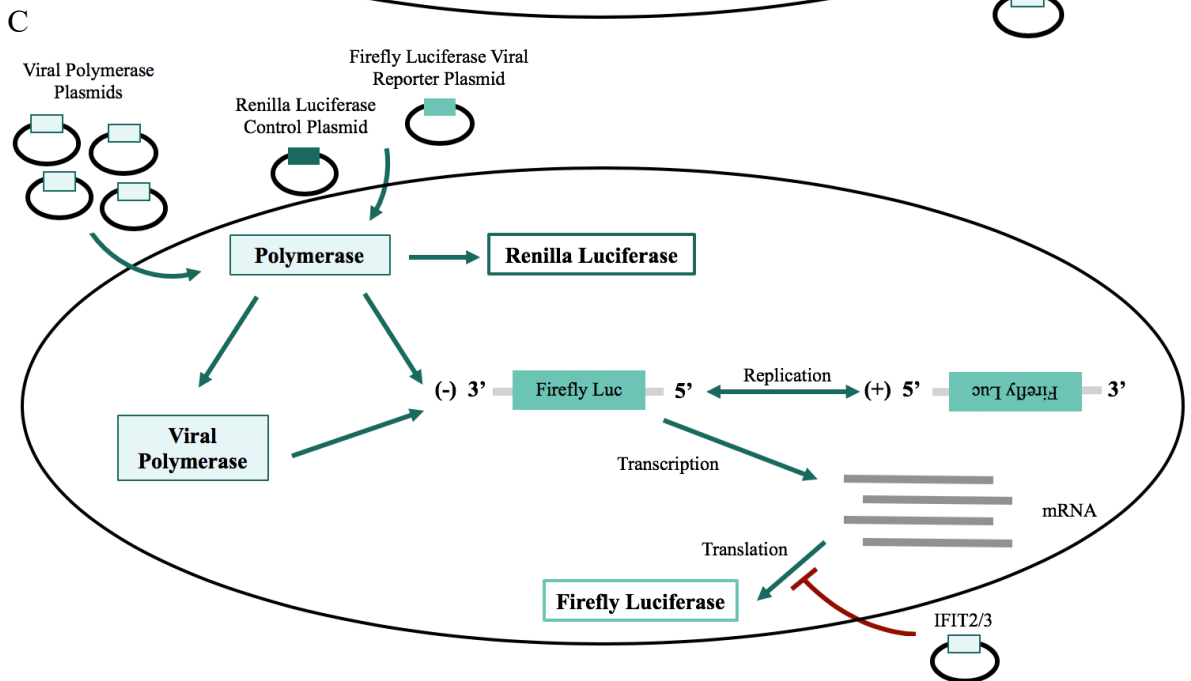 C
Viral Polymerase
Plasmids
Renilla Luciferase
Control Plasmid
Firefly Luciferase Viral
Reporter Plasmid
Polymerase
Renilla Luciferase
(-) 3’
Firefly Luc
5’
Replication
(+) 5’
Firefly Luc
3’
Viral
Polymerase
Transcription
mRNA
Translation
Firefly Luciferase
IFIT2/3